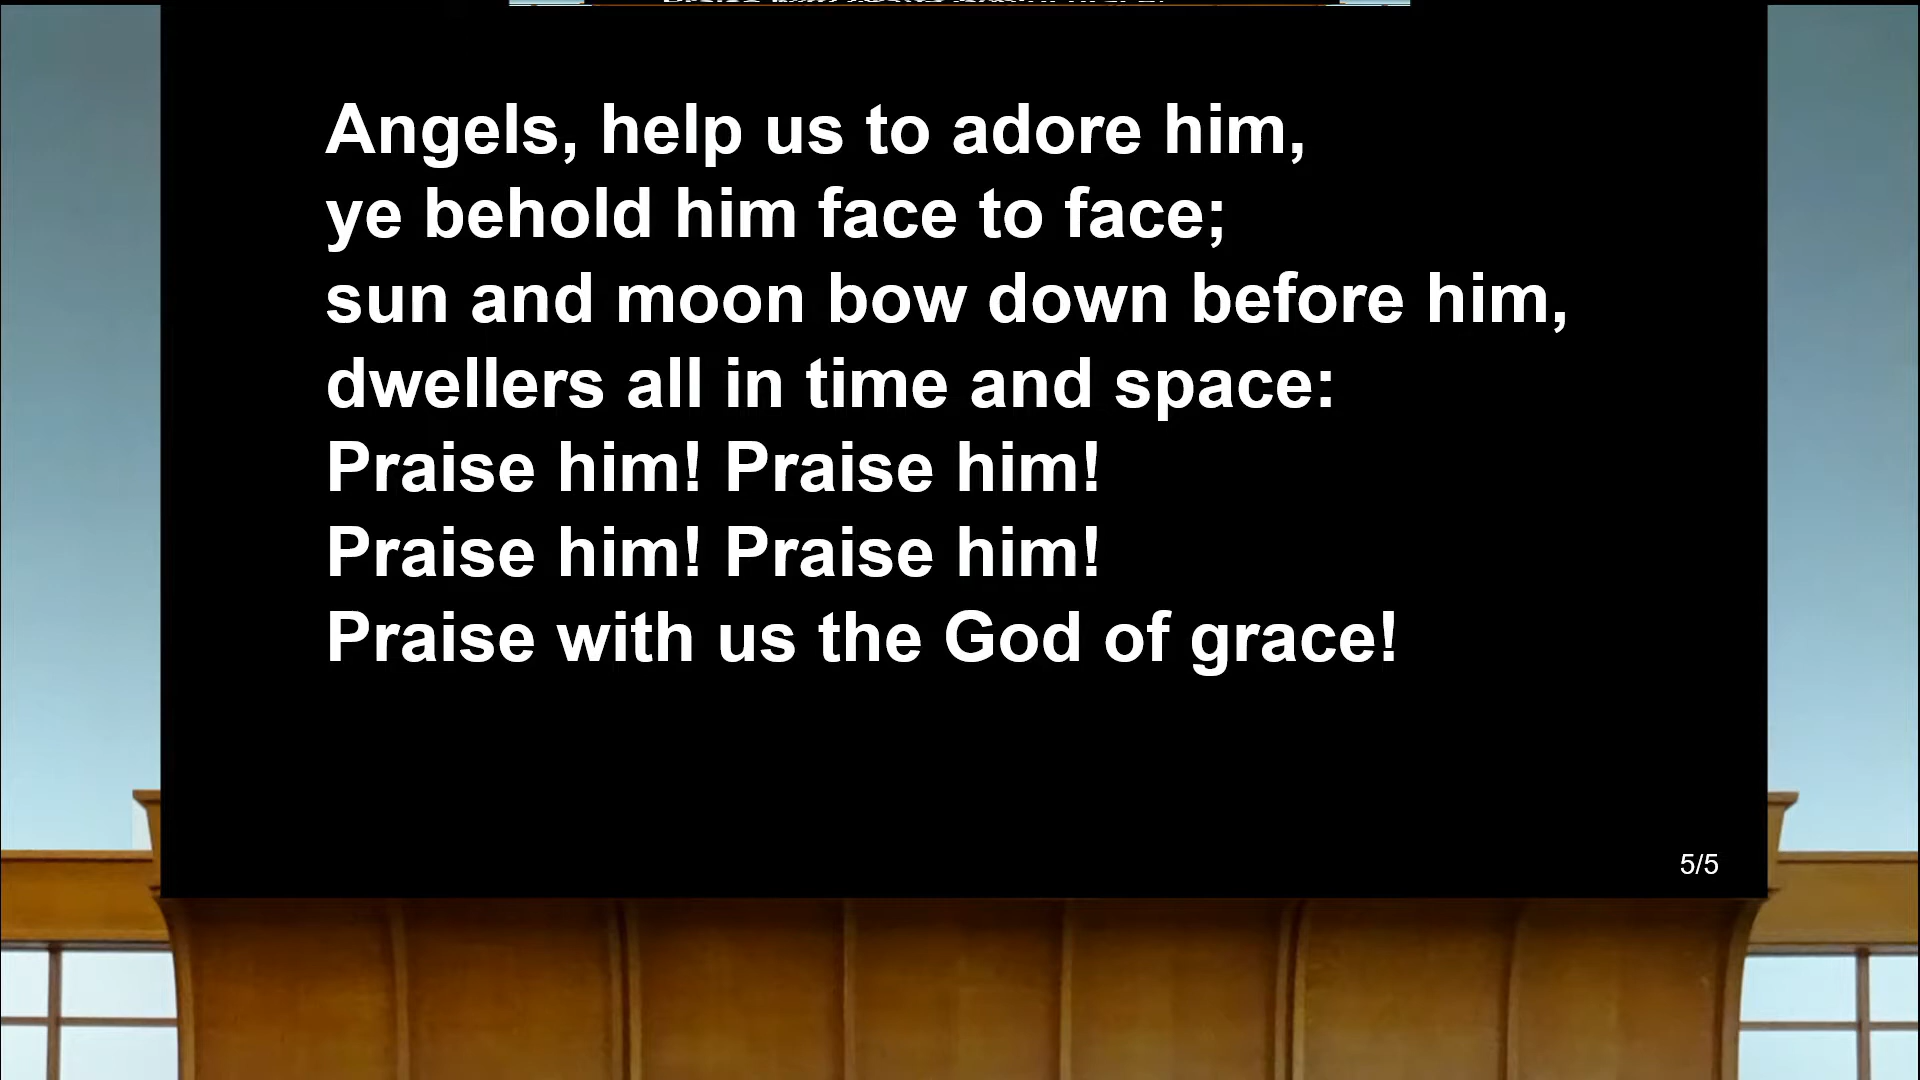 Angels, help us to adore him,
ye behold him face to face;
sun and moon bow down before him,
dwellers all in time and space:
Praise him! Praise him!
Praise him! Praise him!
Praise with us the God of grace!
5/5